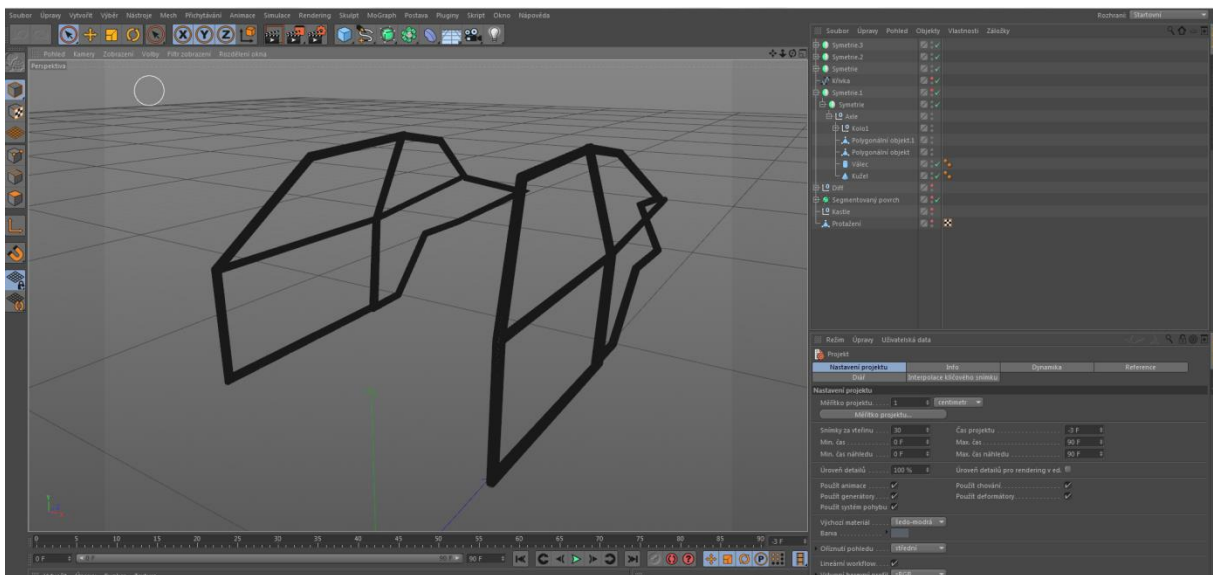 Soubor Úpravy Vytvořit Výběr Nástroje Mesh Přichytávání Animace Simulace Rendering Skulpt MoGraph Postava Pluginy Skript Okno Nápověda
Rozhraní Startovní
Pohled Kamery Zobrazení Volby Filtr zobrazení Rozdělení okna
Perspektiva
X Y Z
Y
0 5 10 15 20 25 30 35 40 45 50 55 60 65 70 75 80 85 90 -3 F
0 F 0 F 90 F 90 F
Soubor Úpravy Pohled Objekty Vlastnosti Záložky
Symetrie.3
Symetrie.2
Symetrie
Křivka
Symetrie.1
Symetrie
Axle
Kolo1
Polygonální objekt.1
Polygonální objekt
Válec
Kužel
Diff
Segmentovaný povrch
Kastle
Protažení
Režim Úpravy Uživatelská data
Projekt
Nastavení projektu Info Dynamika Reference
Diář Interpolace klíčového snímku
Nastavení projektu
Měřítko projektu 1 centimetr
Měřítko projektu...
Snímky za vteřinu 30 Čas projektu -3 F
Min. čas 0 F Max. čas 90 F
Min. čas náhledu 0 F Max. čas náhledu 90 F
Úroveň detailů 100 % Úroveň detailů pro rendering v ed.
Použít animace Použít chování
Použít generátory Použít deformátory
Použít systém pohybu
Výchozí materiál Šedo-modrá
Barva
Oříznutí pohledu střední
Lineární workflow